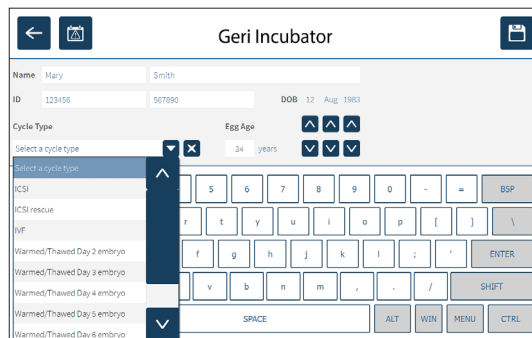 Geri Incubator
Name Mary Smith
ID 123456 567890 DOB 12 Aug 1983
Cycle Type Egg Age
Select a cycle type 34 years
Select a cycle type
ICSI 5 6 7 8 9 0 - = BSP
ICSI rescue r t y u i o p [ ] \
IVF
Warmed/Thawed Day 2 embryo f g h j k l ; ' ENTER
Warmed/Thawed Day 3 embryo
Warmed/Thawed Day 4 embryo v b n m , . / SHIFT
Warmed/Thawed Day 5 embryo SPACE ALT WIN MENU CTRL
Warmed/Thawed Day 6 embryo